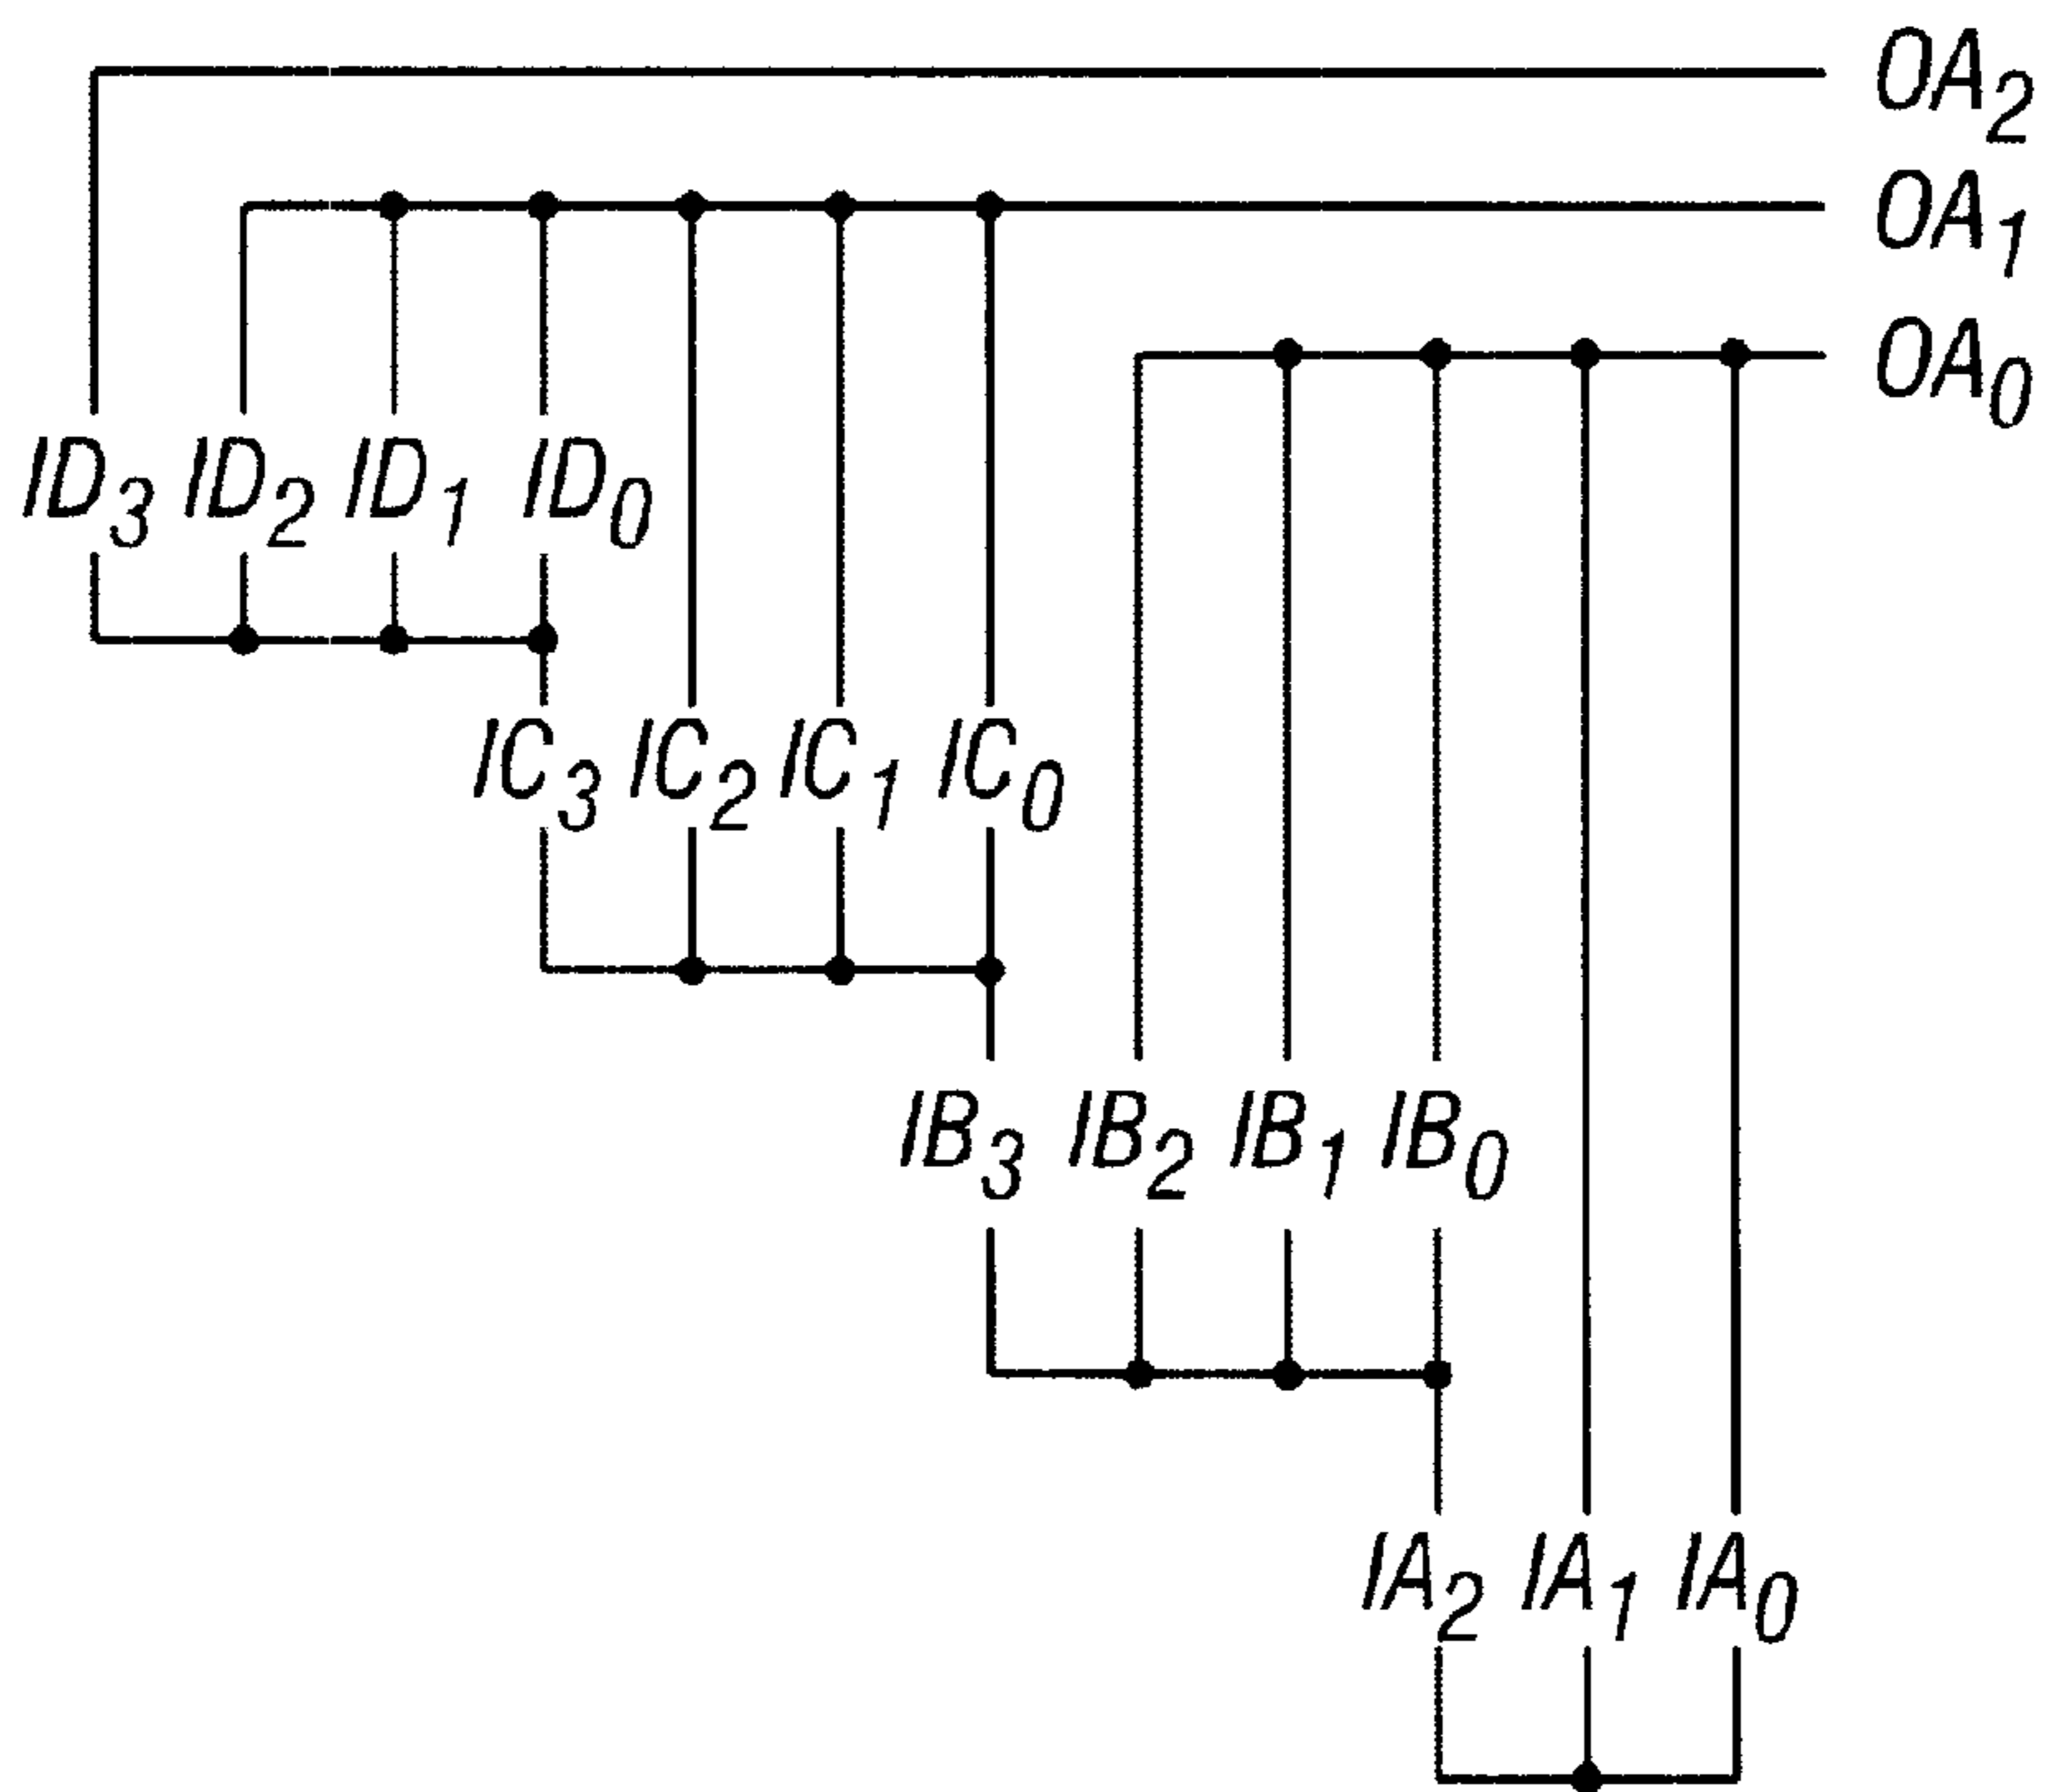 OA2
OA1
OA0
ID3 ID2 ID1 ID0
IC3 IC2 IC1 IC0
IB3 IB2 IB1 IB0
IA2 IA1 IA0